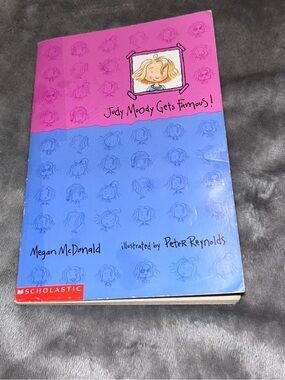 Judy Moody Gets Famous!
Megan McDonald
illustrated by Peter Reynolds
SCHOLASTIC